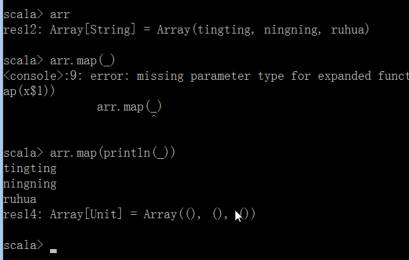 scala> arr
res12: Array[String] = Array(tingting, ningning, ruhua)
scala> arr.map(_)
<console>:9: error: missing parameter type for expanded funct
ap(x$1))
arr.map(_)
^
scala> arr.map(println(_))
tingting
ningning
ruhua
res14: Array[Unit] = Array((), (), ())
scala> _